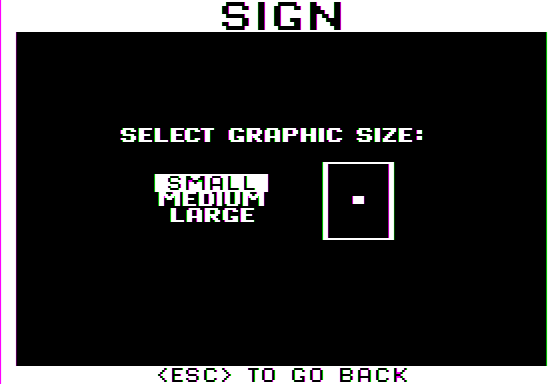 SIGN
SELECT GRAPHIC SIZE:
SMALL
MEDIUM
LARGE
<ESC> TO GO BACK